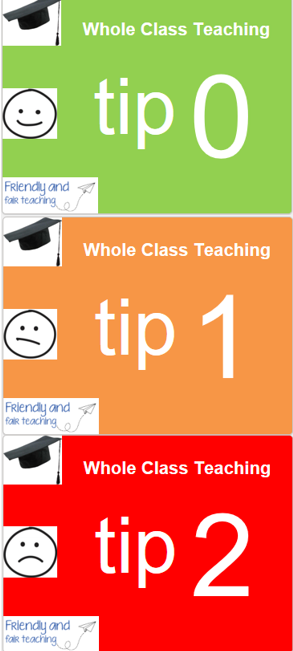 Whole Class Teaching
tip 0
Friendly and
fair teaching
Whole Class Teaching
tip 1
Friendly and
fair teaching
Whole Class Teaching
tip 2
Friendly and
fair teaching